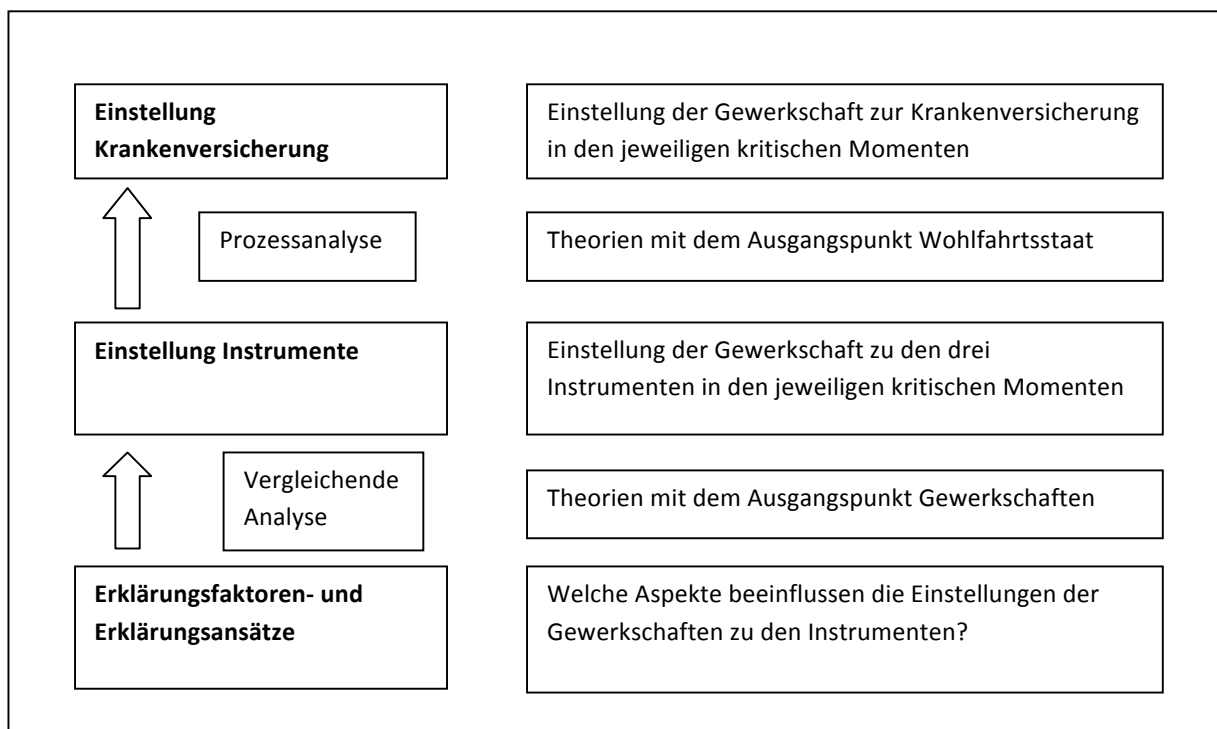 Einstellung
Krankenversicherung
Einstellung der Gewerkschaft zur Krankenversicherung
in den jeweiligen kritischen Momenten
Prozessanalyse
Theorien mit dem Ausgangspunkt Wohlfahrtsstaat
Einstellung Instrumente
Einstellung der Gewerkschaft zu den drei
Instrumenten in den jeweiligen kritischen Momenten
Vergleichende
Analyse
Theorien mit dem Ausgangspunkt Gewerkschaften
Erklärungsfaktoren- und
Erklärungsansätze
Welche Aspekte beeinflussen die Einstellungen der
Gewerkschaften zu den Instrumenten?